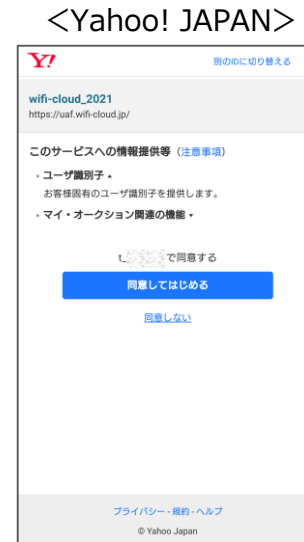 ＜Yahoo! JAPAN＞
Y!
別のIDに切り替える
wifi-cloud_2021
https://uaf.wifi-cloud.jp/
このサービスへの情報提供等（注意事項）
・ユーザ識別子▲
お客様固有のユーザ識別子を提供します。
・マイ・オークション関連の機能▼
t_ で同意する
同意してはじめる
同意しない
プライバシー - 規約 - ヘルプ
© Yahoo Japan